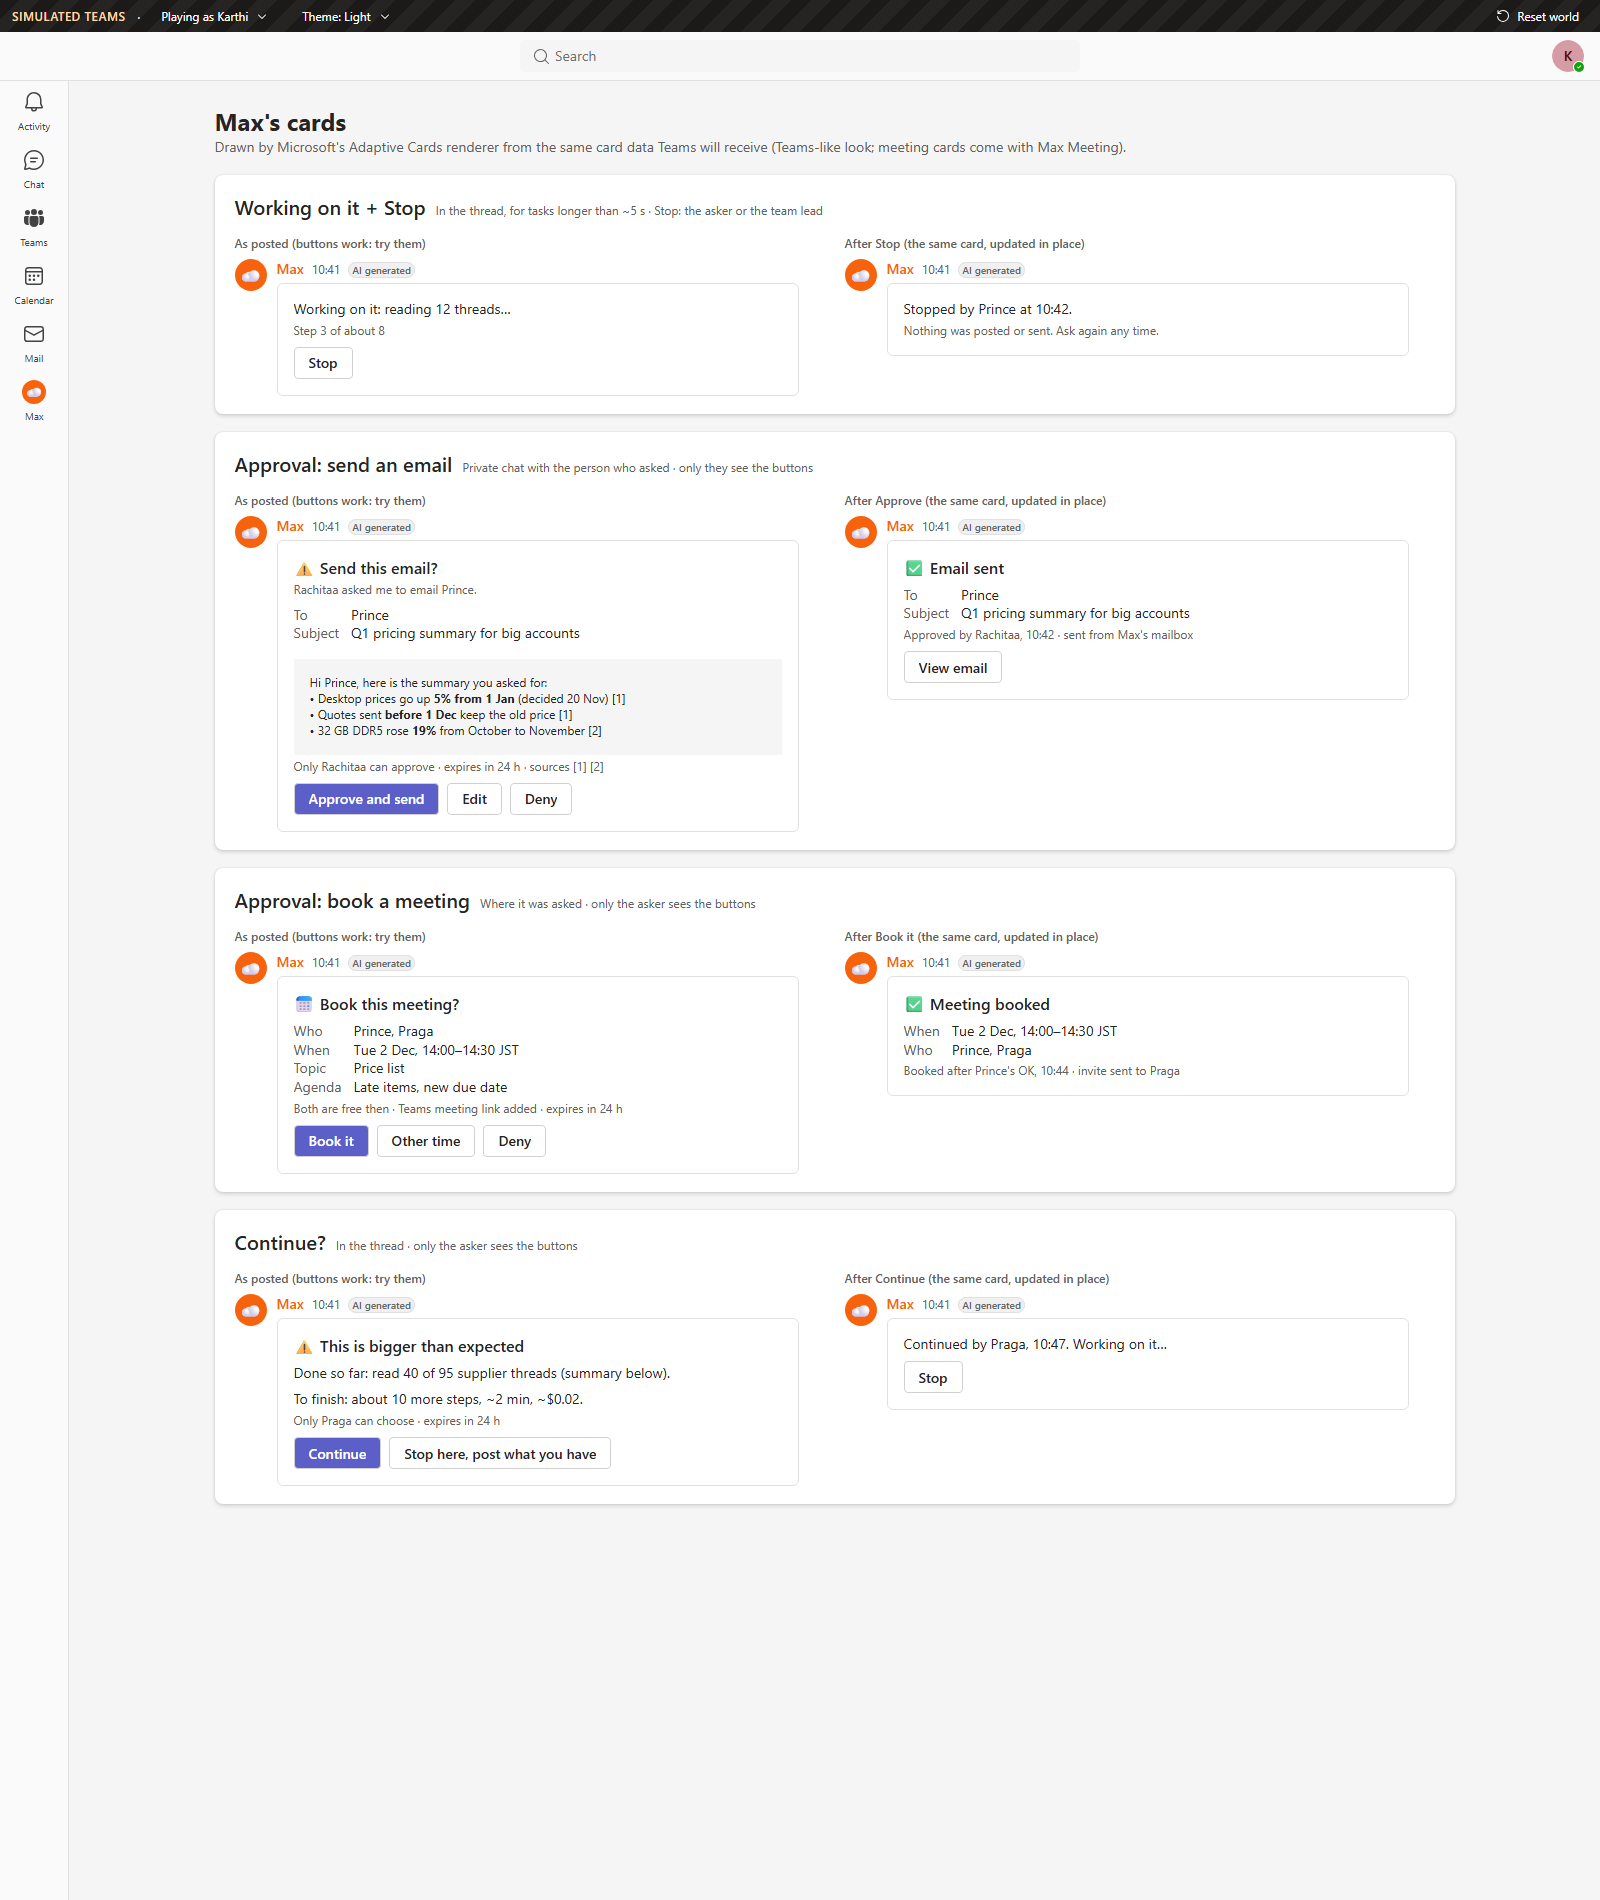 SIMULATED TEAMS · Playing as Karthi Theme: Light Reset world
Search
K
Activity
Chat
Teams
Calendar
Mail
Max
Max's cards
Drawn by Microsoft's Adaptive Cards renderer from the same card data Teams will receive (Teams-like look; meeting cards come with Max Meeting).
Working on it + Stop In the thread, for tasks longer than ~5 s · Stop: the asker or the team lead
As posted (buttons work: try them)
Max 10:41 AI generated
Working on it: reading 12 threads...
Step 3 of about 8
Stop
After Stop (the same card, updated in place)
Max 10:41 AI generated
Stopped by Prince at 10:42.
Nothing was posted or sent. Ask again any time.
Approval: send an email Private chat with the person who asked · only they see the buttons
As posted (buttons work: try them)
Max 10:41 AI generated
⚠️ Send this email?
Rachitaa asked me to email Prince.
To Prince
Subject Q1 pricing summary for big accounts
Hi Prince, here is the summary you asked for:
• Desktop prices go up 5% from 1 Jan (decided 20 Nov) [1]
• Quotes sent before 1 Dec keep the old price [1]
• 32 GB DDR5 rose 19% from October to November [2]
Only Rachitaa can approve · expires in 24 h · sources [1] [2]
Approve and send Edit Deny
After Approve (the same card, updated in place)
Max 10:41 AI generated
✅ Email sent
To Prince
Subject Q1 pricing summary for big accounts
Approved by Rachitaa, 10:42 · sent from Max's mailbox
View email
Approval: book a meeting Where it was asked · only the asker sees the buttons
As posted (buttons work: try them)
Max 10:41 AI generated
Book this meeting?
Who Prince, Praga
When Tue 2 Dec, 14:00–14:30 JST
Topic Price list
Agenda Late items, new due date
Both are free then · Teams meeting link added · expires in 24 h
Book it Other time Deny
After Book it (the same card, updated in place)
Max 10:41 AI generated
✅ Meeting booked
When Tue 2 Dec, 14:00–14:30 JST
Who Prince, Praga
Booked after Prince's OK, 10:44 · invite sent to Praga
Continue? In the thread · only the asker sees the buttons
As posted (buttons work: try them)
Max 10:41 AI generated
⚠️ This is bigger than expected
Done so far: read 40 of 95 supplier threads (summary below).
To finish: about 10 more steps, ~2 min, ~$0.02.
Only Praga can choose · expires in 24 h
Continue Stop here, post what you have
After Continue (the same card, updated in place)
Max 10:41 AI generated
Continued by Praga, 10:47. Working on it...
Stop